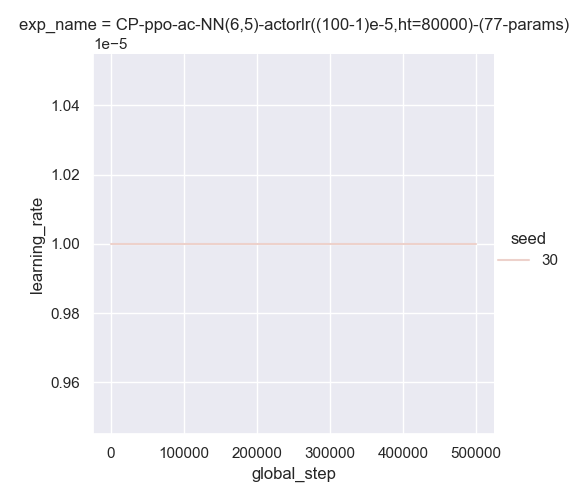 exp_name = CP-ppo-ac-NN(6,5)-actorlr((100-1)e-5,ht=80000)-(77-params)
1e−5
1.04
1.02
1.00
0.98
0.96
learning_rate
seed
30
0 100000 200000 300000 400000 500000
global_step